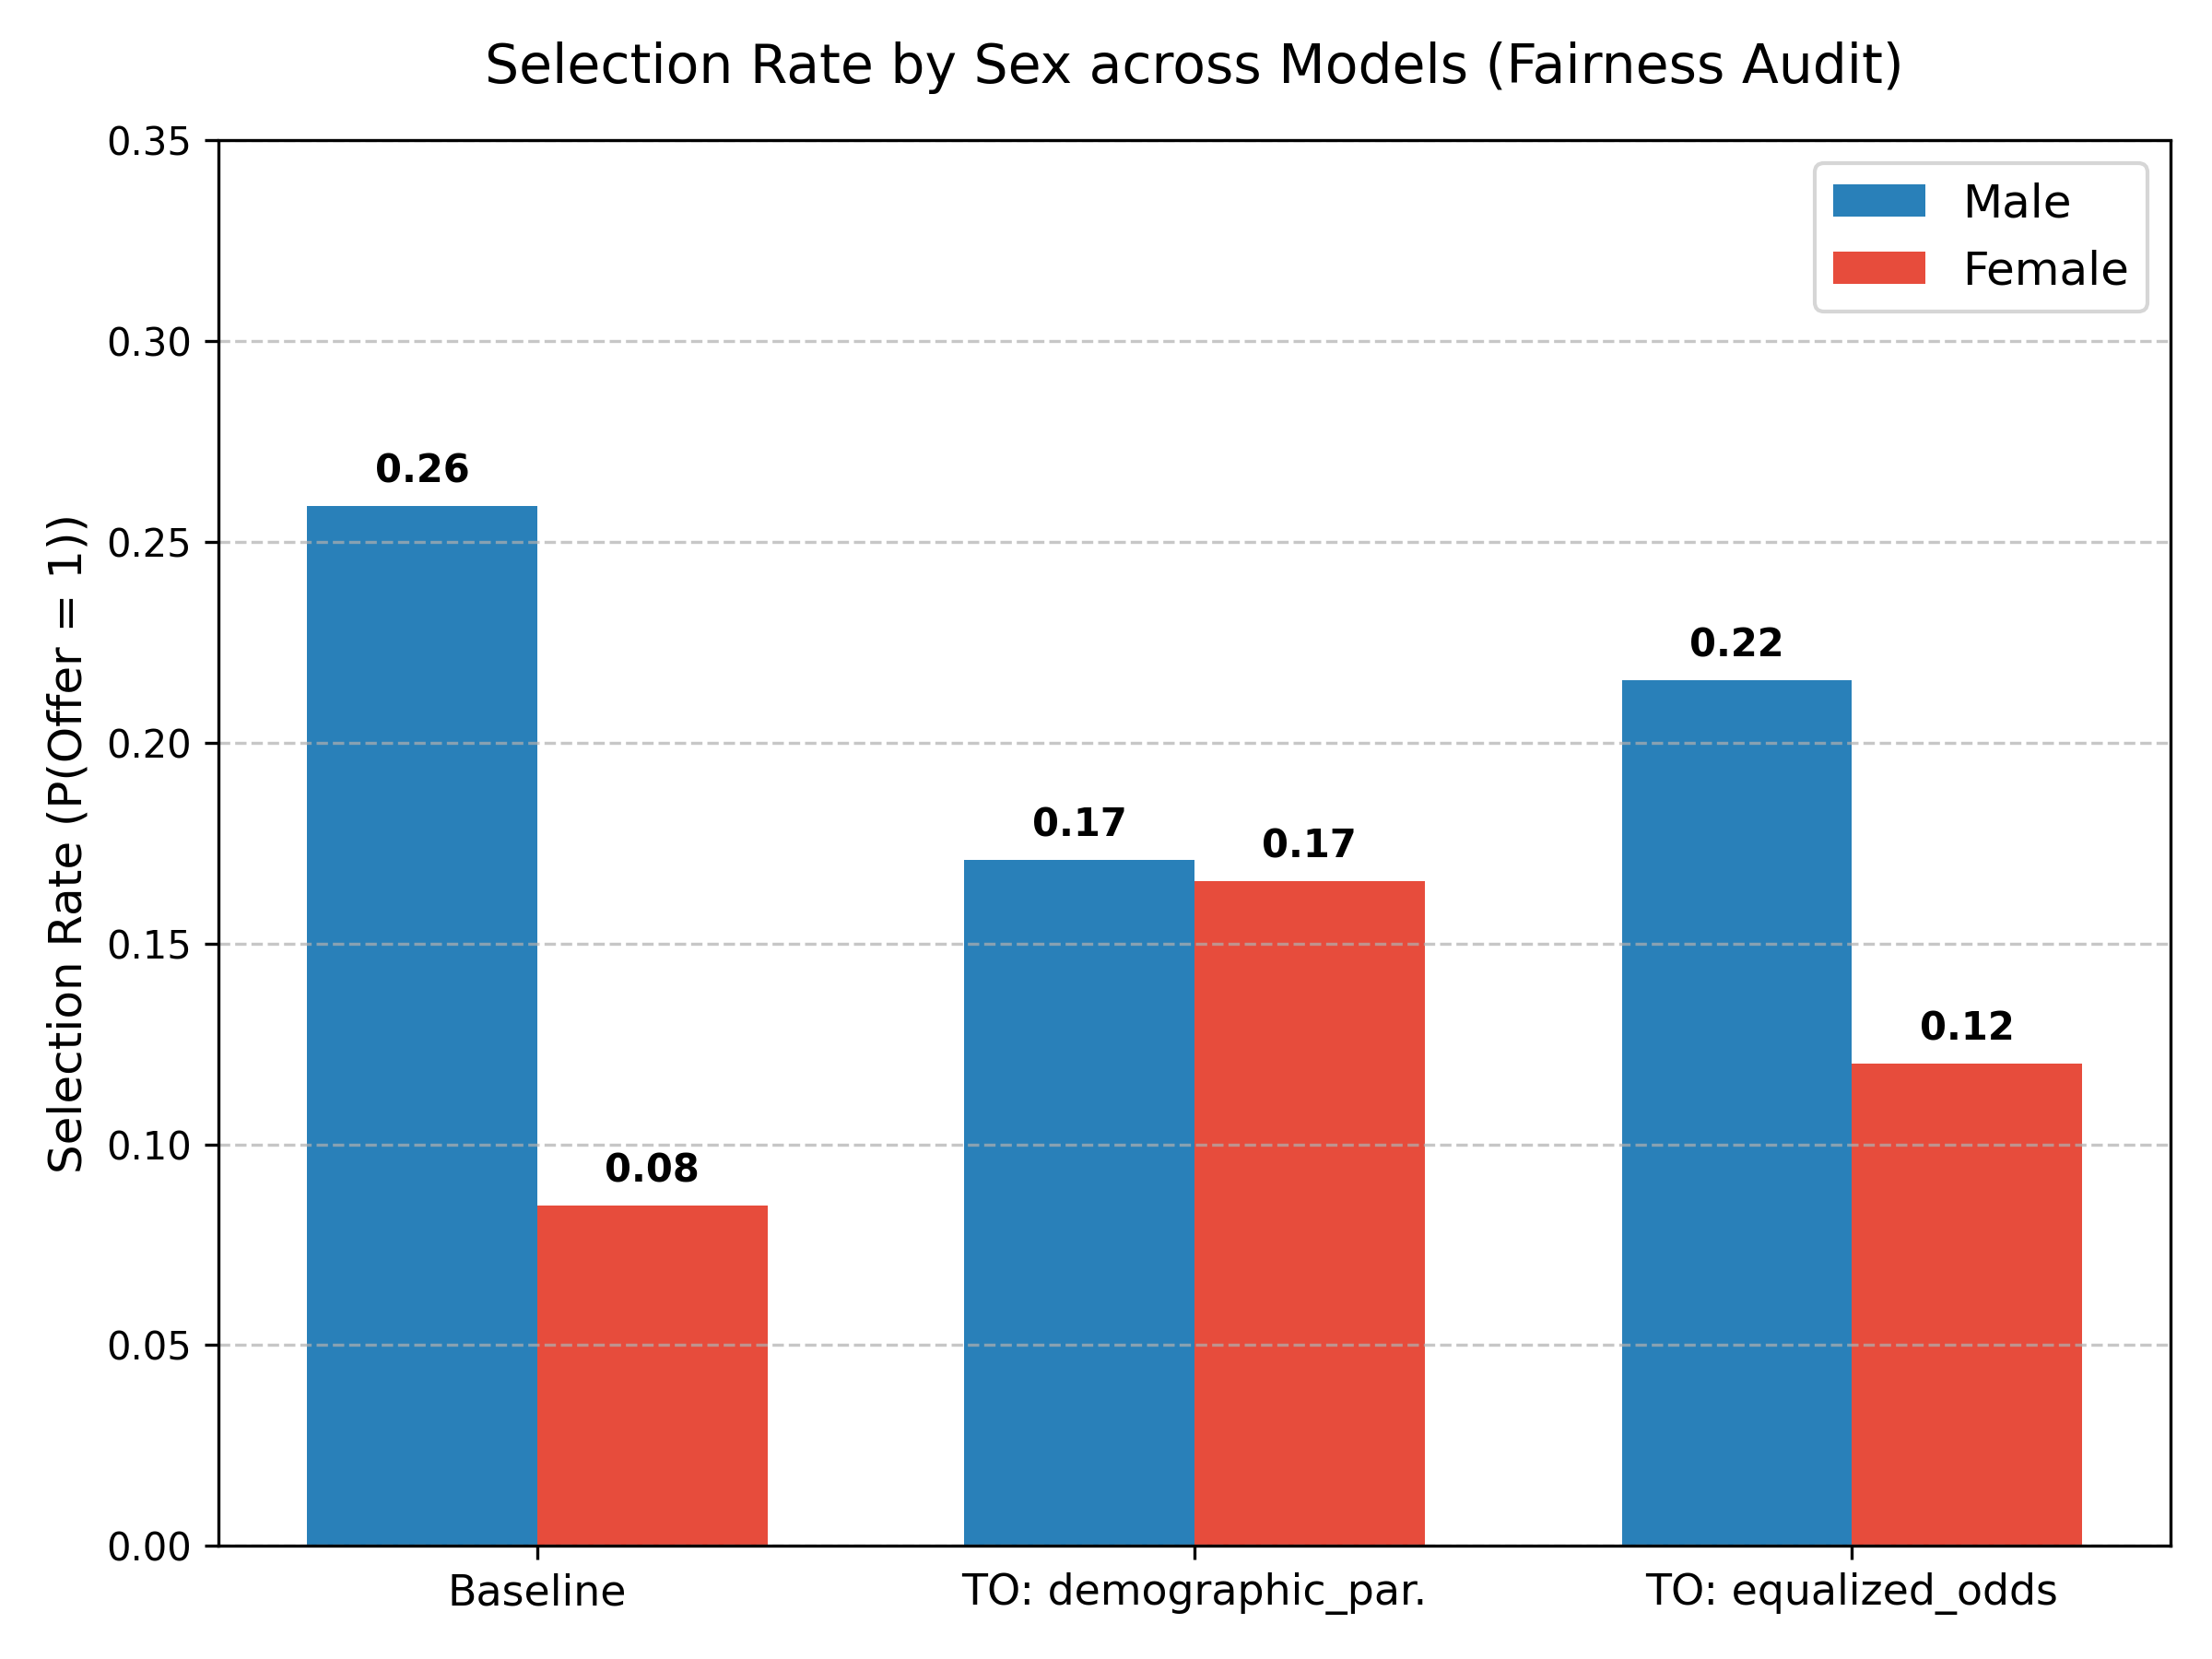 Selection Rate by Sex across Models (Fairness Audit)
Selection Rate (P(Offer = 1))
0.35
0.30
0.25
0.20
0.15
0.10
0.05
0.00
Male
Female
0.26
0.08
0.17
0.17
0.22
0.12
Baseline
TO: demographic_par.
TO: equalized_odds